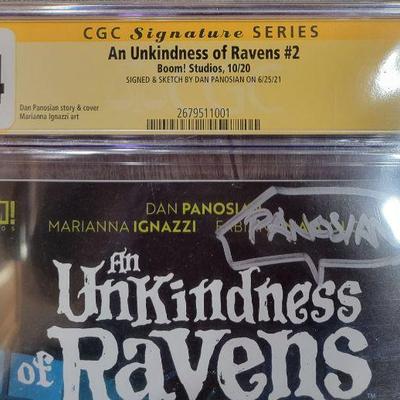 CGC Signature SERIES
An Unkindness of Ravens #2
Boom! Studios, 10/20
SIGNED & SKETCH BY DAN PANOSIAN ON 6/25/21
4
Dan Panosian story & cover
Marianna Ignazzi art
2679511001
DAN PANOSIAN
MARIANNA IGNAZZI
PANOSIAN
An
UnKindness
of Ravens
TM